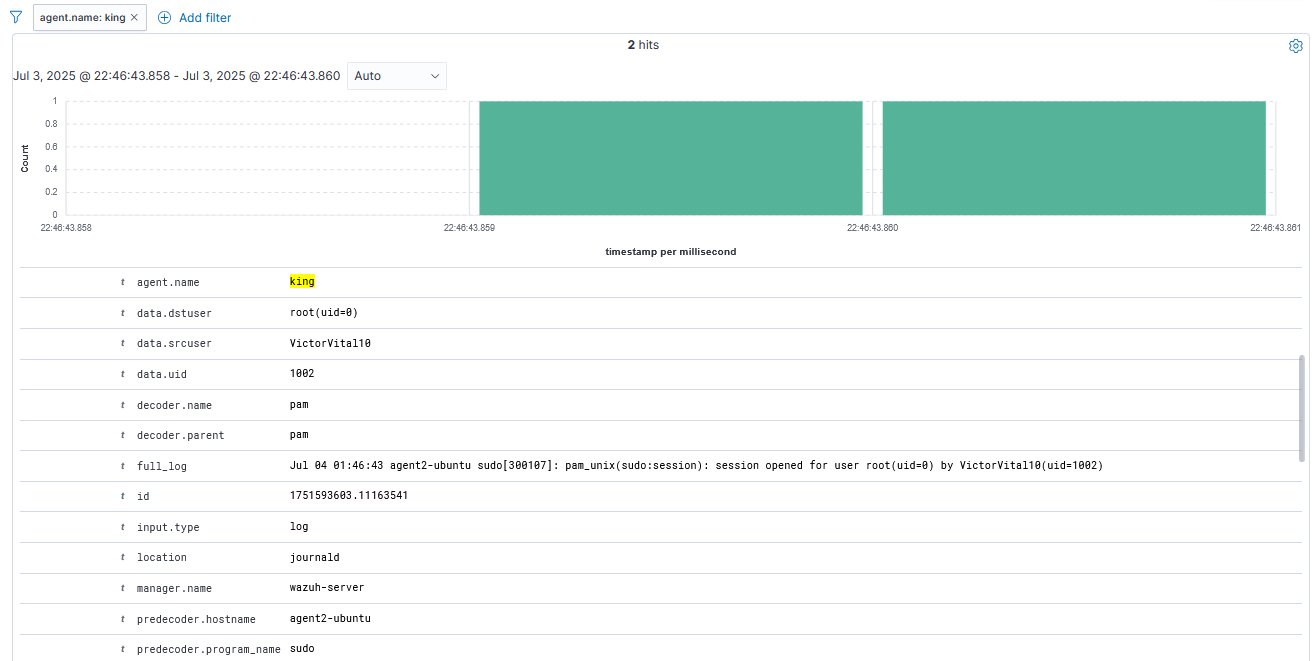 agent.name: king × Add filter
2 hits
Jul 3, 2025 @ 22:46:43.858 - Jul 3, 2025 @ 22:46:43.860 Auto
Count
1
0.8
0.6
0.4
0.2
0
22:46:43.858 22:46:43.859 22:46:43.860 22:46:43.861
timestamp per millisecond
t agent.name king
t data.dstuser root(uid=0)
t data.srcuser VictorVital10
t data.uid 1002
t decoder.name pam
t decoder.parent pam
t full_log Jul 04 01:46:43 agent2-ubuntu sudo[300107]: pam_unix(sudo:session): session opened for user root(uid=0) by VictorVital10(uid=1002)
t id 1751593603.11163541
t input.type log
t location journald
t manager.name wazuh-server
t predecoder.hostname agent2-ubuntu
t predecoder.program_name sudo